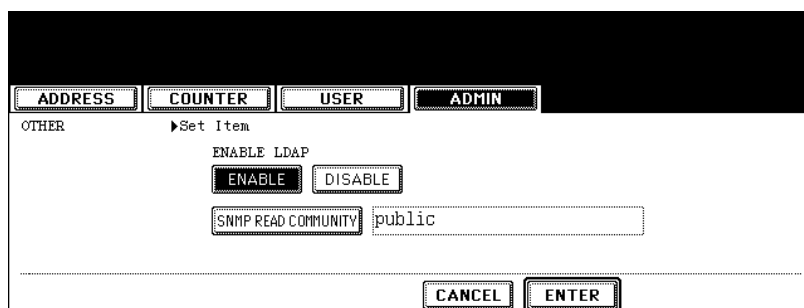 ADDRESS COUNTER USER ADMIN
OTHER ▶Set Item
ENABLE LDAP
ENABLE DISABLE
SNMP READ COMMUNITY public
CANCEL ENTER